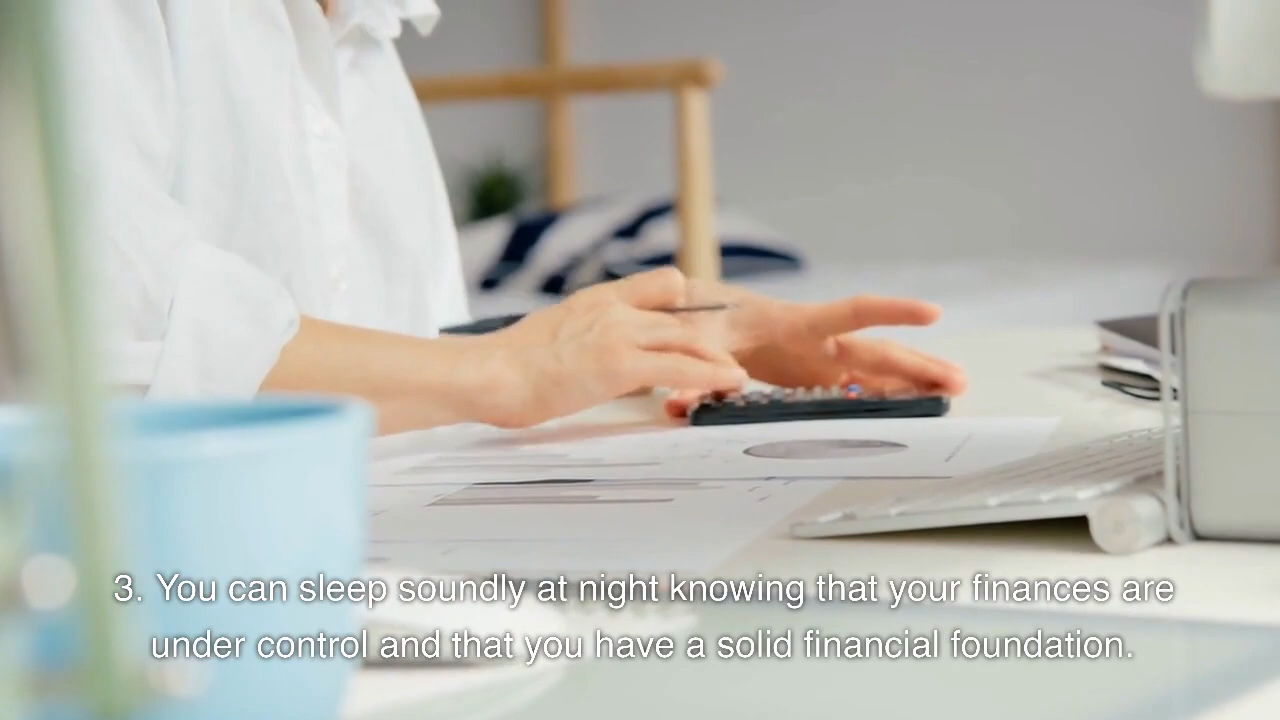 3. You can sleep soundly at night knowing that your finances are
under control and that you have a solid financial foundation.